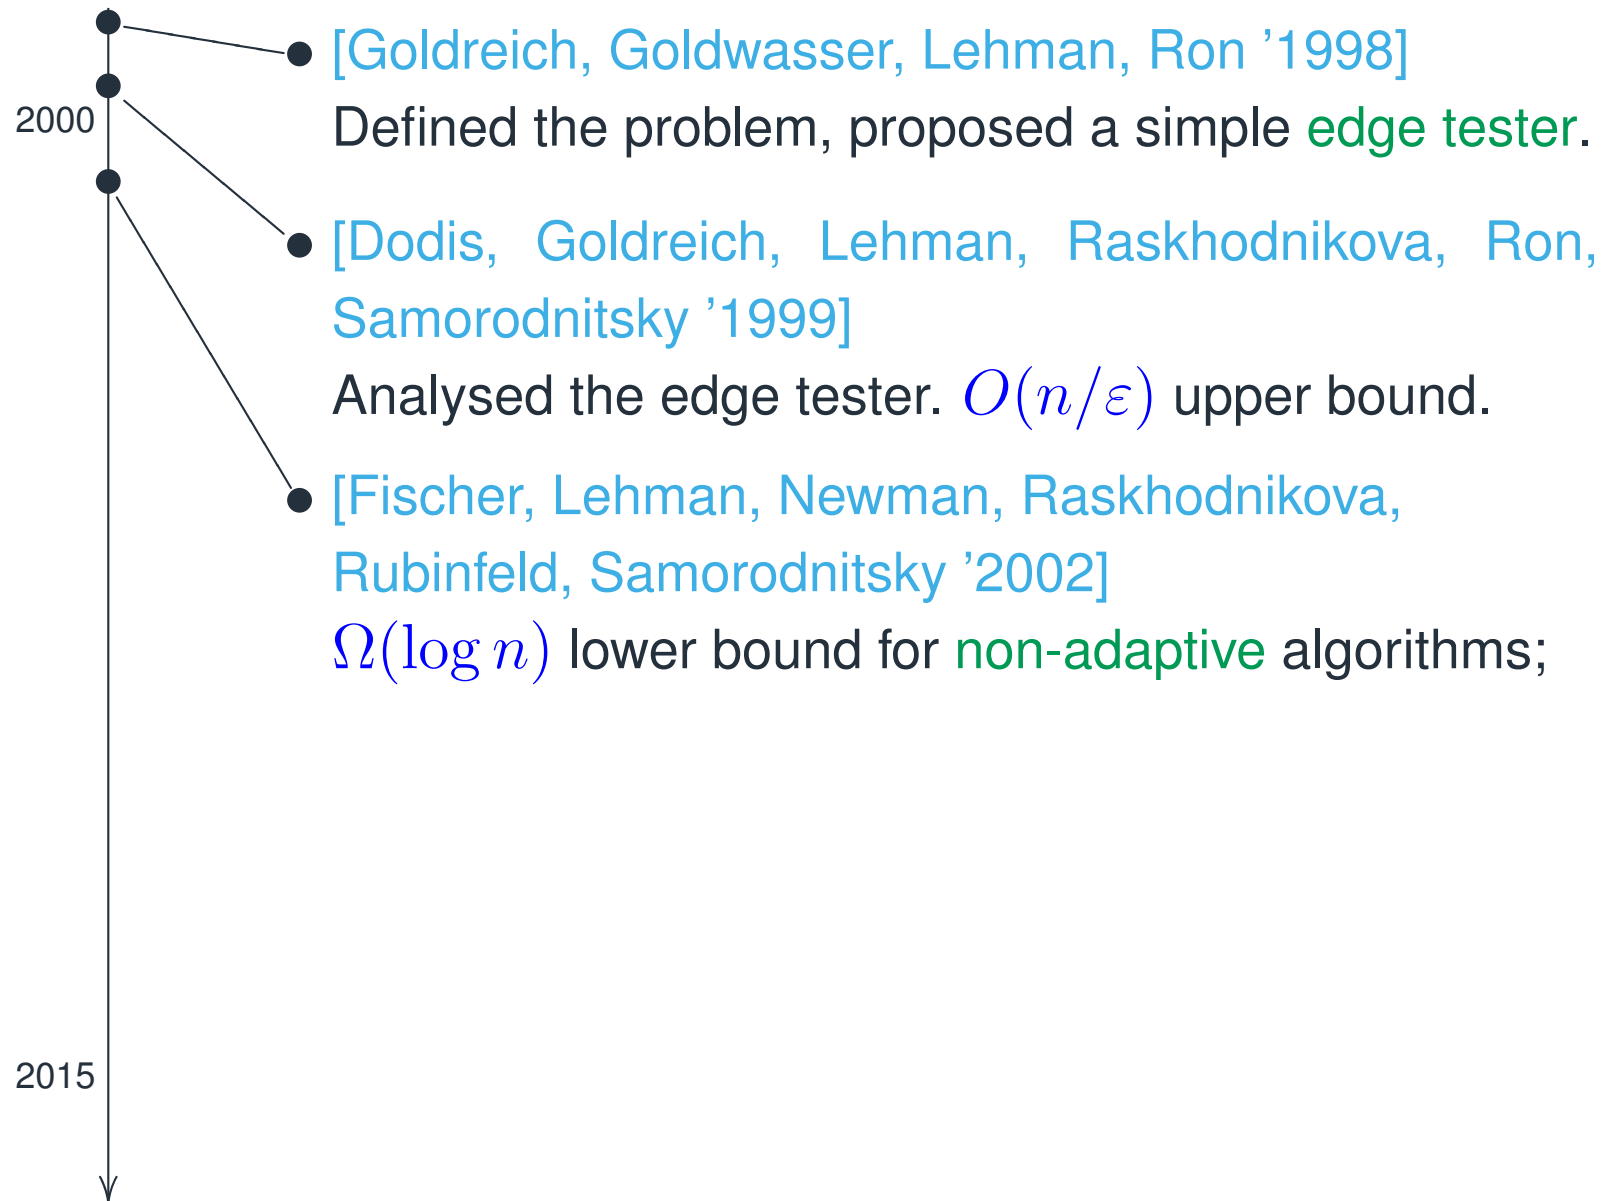 [Goldreich, Goldwasser, Lehman, Ron ’1998]
2000
Defined the problem, proposed a simple edge tester.
[Dodis, Goldreich, Lehman, Raskhodnikova, Ron,
Samorodnitsky ’1999]
Analysed the edge tester. O(n/ε) upper bound.
[Fischer, Lehman, Newman, Raskhodnikova,
Rubinfeld, Samorodnitsky ’2002]
Ω(log n) lower bound for non-adaptive algorithms;
2015